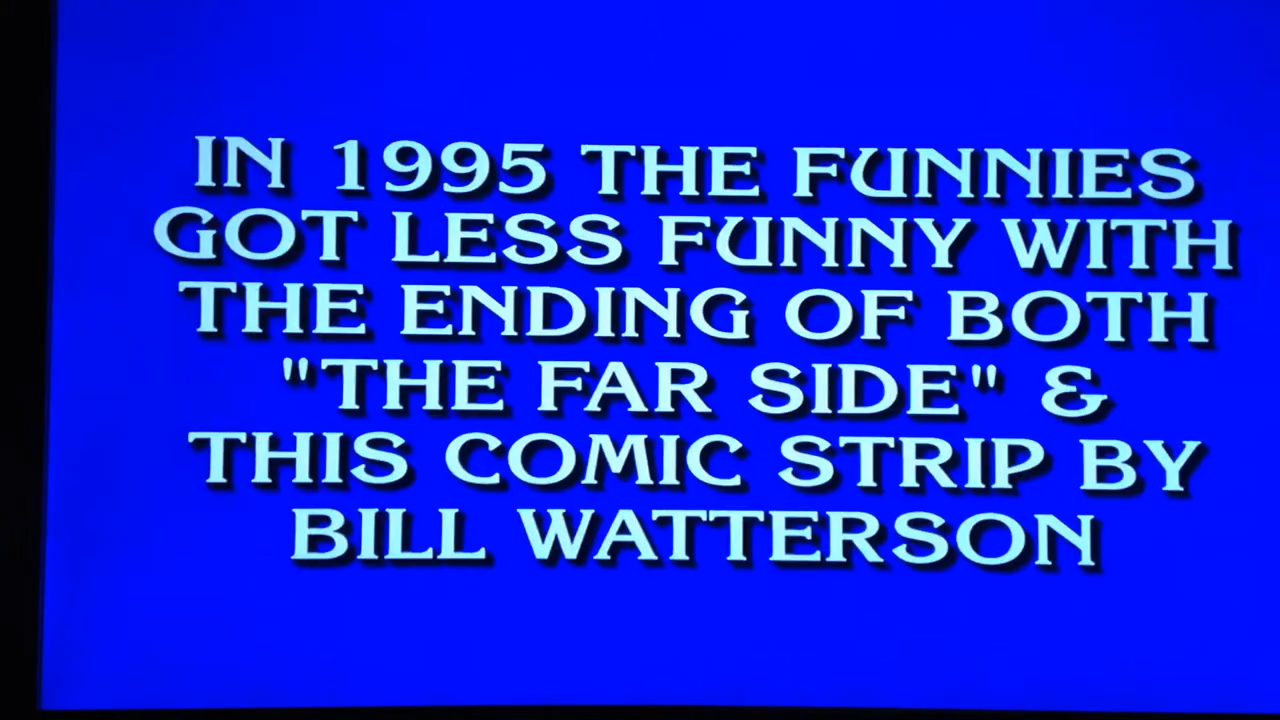 IN 1995 THE FUNNIES
GOT LESS FUNNY WITH
THE ENDING OF BOTH
"THE FAR SIDE" &
THIS COMIC STRIP BY
BILL WATTERSON